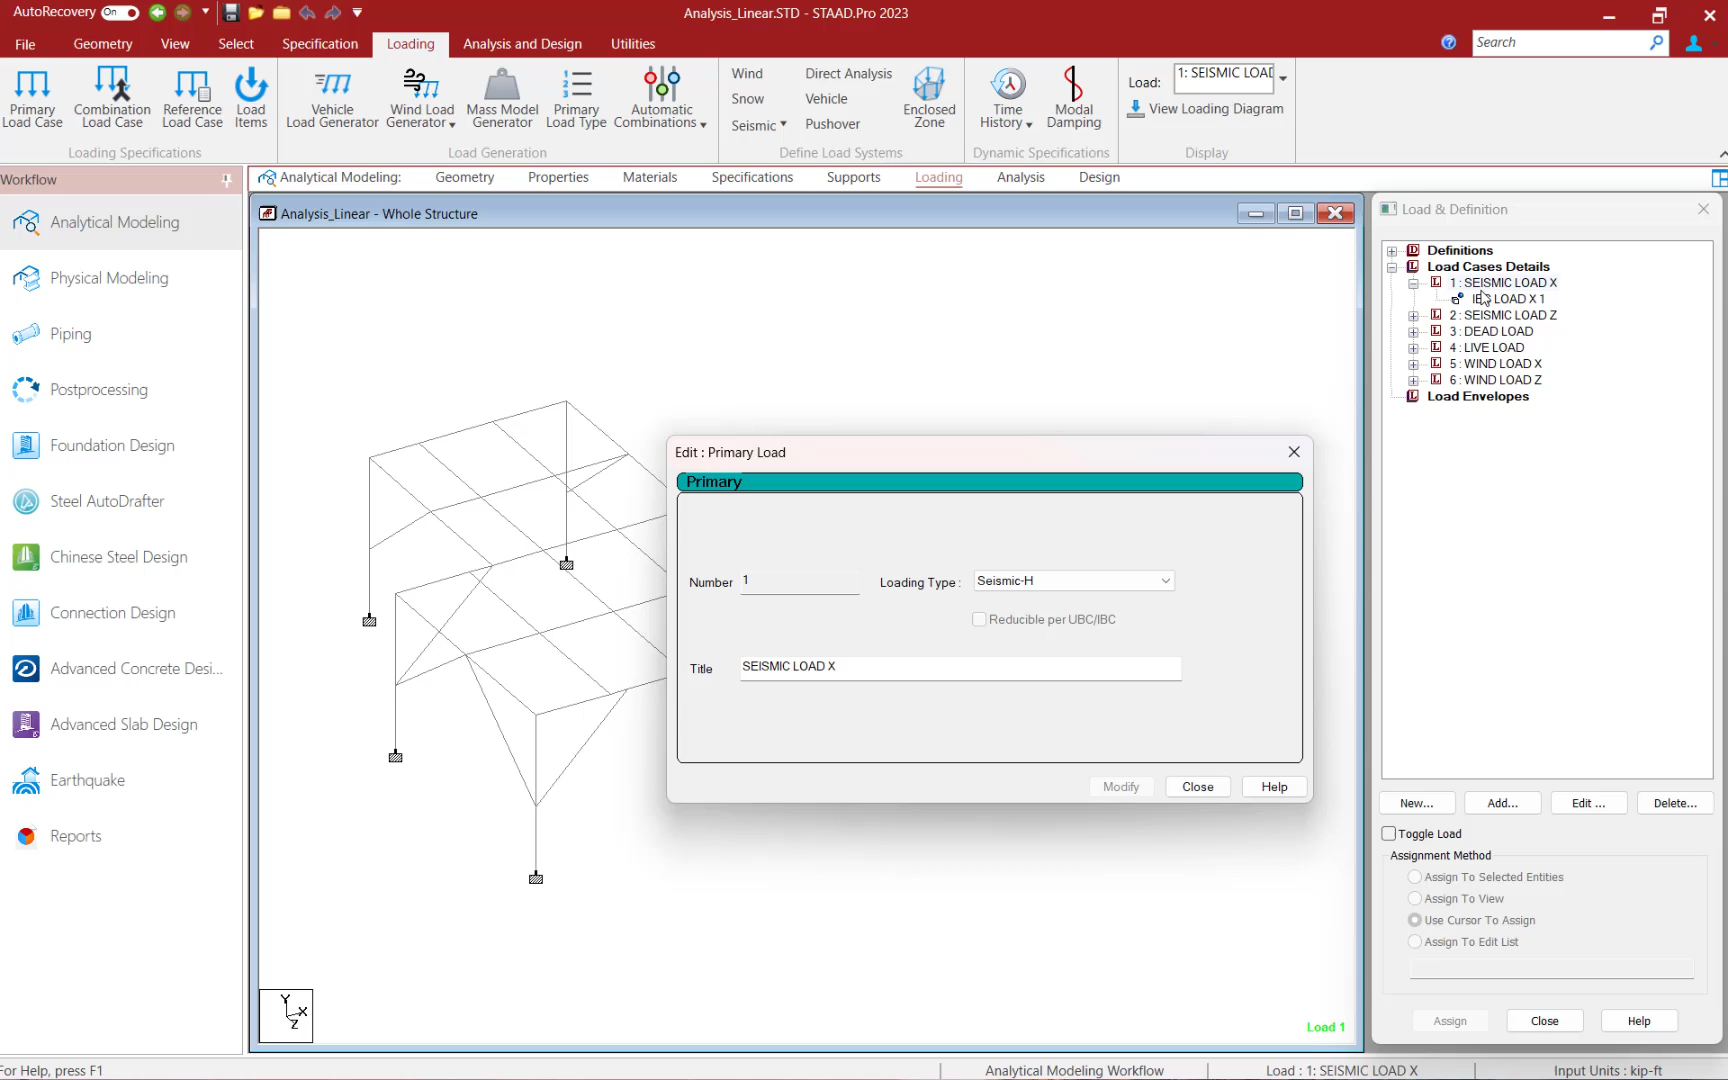 AutoRecovery On
Analysis_Linear.STD - STAAD.Pro 2023
File Geometry View Select Specification Loading Analysis and Design Utilities
Search
Primary Load Case
Combination Load Case
Reference Load Case
Load Items
Loading Specifications
Vehicle Load Generator
Wind Load Generator
Mass Model Generator
Primary Load Type
Automatic Combinations
Load Generation
Wind
Snow
Seismic
Direct Analysis
Vehicle
Pushover
Enclosed Zone
Define Load Systems
Time History
Modal Damping
Dynamic Specifications
Load: 1: SEISMIC LOAD
View Loading Diagram
Display
Workflow
Analytical Modeling: Geometry Properties Materials Specifications Supports Loading Analysis Design
Analytical Modeling
Physical Modeling
Piping
Postprocessing
Foundation Design
Steel AutoDrafter
Chinese Steel Design
Connection Design
Advanced Concrete Desi...
Advanced Slab Design
Earthquake
Reports
Analysis_Linear - Whole Structure
Y
X
Z
Load 1
Edit : Primary Load
Primary
Number 1
Loading Type : Seismic-H
Reducible per UBC/IBC
Title SEISMIC LOAD X
Modify Close Help
Load & Definition
D Definitions
L Load Cases Details
L 1 : SEISMIC LOAD X
LOAD X 1
L 2 : SEISMIC LOAD Z
L 3 : DEAD LOAD
L 4 : LIVE LOAD
L 5 : WIND LOAD X
L 6 : WIND LOAD Z
L Load Envelopes
New... Add... Edit ... Delete...
Toggle Load
Assignment Method
Assign To Selected Entities
Assign To View
Use Cursor To Assign
Assign To Edit List
Assign Close Help
For Help, press F1
Analytical Modeling Workflow
Load : 1: SEISMIC LOAD X
Input Units : kip-ft